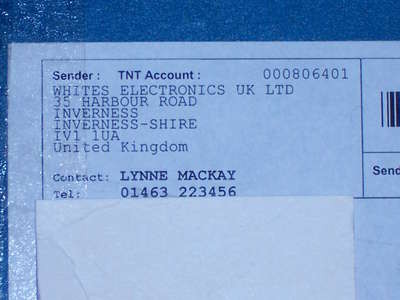 Sender : TNT Account : 000806401
WHITES ELECTRONICS UK LTD
35 HARBOUR ROAD
INVERNESS
INVERNESS-SHIRE
IV1 1UA
United Kingdom
Contact: LYNNE MACKAY
Tel: 01463 223456
Send